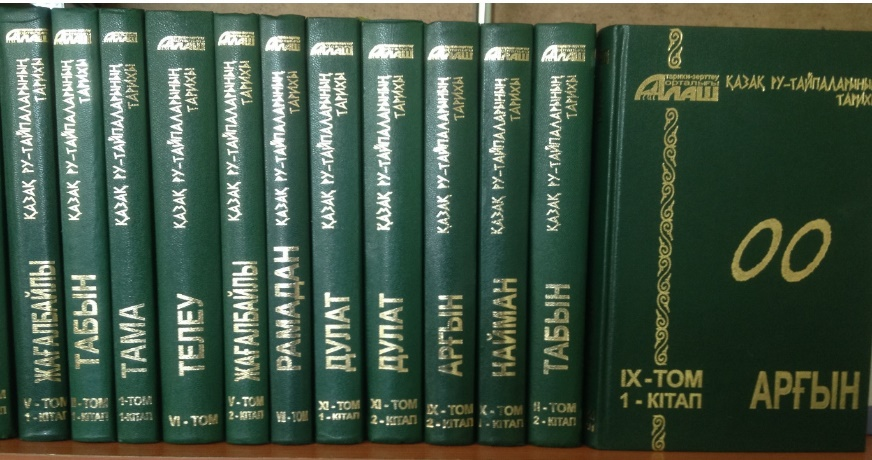 АЛАШ
ҚАЗАҚ РУ-ТАЙПАЛАРЫНЫҢ
ТАРИХЫ
ЖАҒАЛБАЙЛЫ
V - ТОМ
1-КІТАП
АЛАШ
ҚАЗАҚ РУ-ТАЙПАЛАРЫНЫҢ
ТАРИХЫ
ТАБЫН
II - ТОМ
1-КІТАП
АЛАШ
ҚАЗАҚ РУ-ТАЙПАЛАРЫНЫҢ
ТАРИХЫ
ТАМА
1-КІТАП
АЛАШ
ҚАЗАҚ РУ-ТАЙПАЛАРЫНЫҢ
ТАРИХЫ
ТЕЛЕУ
VI - ТОМ
АЛАШ
ҚАЗАҚ РУ-ТАЙПАЛАРЫНЫҢ
ТАРИХЫ
ЖАҒАЛБАЙЛЫ
V - ТОМ
2-КІТАП
АЛАШ
ҚАЗАҚ РУ-ТАЙПАЛАРЫНЫҢ
ТАРИХЫ
РАМАДАН
VII - ТОМ
АЛАШ
ҚАЗАҚ РУ-ТАЙПАЛАРЫНЫҢ
ТАРИХЫ
ДУЛАТ
XI - ТОМ
1-КІТАП
АЛАШ
ҚАЗАҚ РУ-ТАЙПАЛАРЫНЫҢ
ТАРИХЫ
ДУЛАТ
XI - ТОМ
2-КІТАП
АЛАШ
ҚАЗАҚ РУ-ТАЙПАЛАРЫНЫҢ
ТАРИХЫ
АРҒЫН
IX - ТОМ
2-КІТАП
АЛАШ
ҚАЗАҚ РУ-ТАЙПАЛАРЫНЫҢ
ТАРИХЫ
НАЙМАН
X - ТОМ
1-КІТАП
АЛАШ
ҚАЗАҚ РУ-ТАЙПАЛАРЫНЫҢ
ТАРИХЫ
ТАБЫН
II - ТОМ
2-КІТАП
тарихи-зерттеу
орталығы
АЛАШ
ҚАЗАҚ РУ-ТАЙПАЛАРЫНЫ
ТАРИХЫ
IX - ТОМ
1 - КІТАП
АРҒЫН